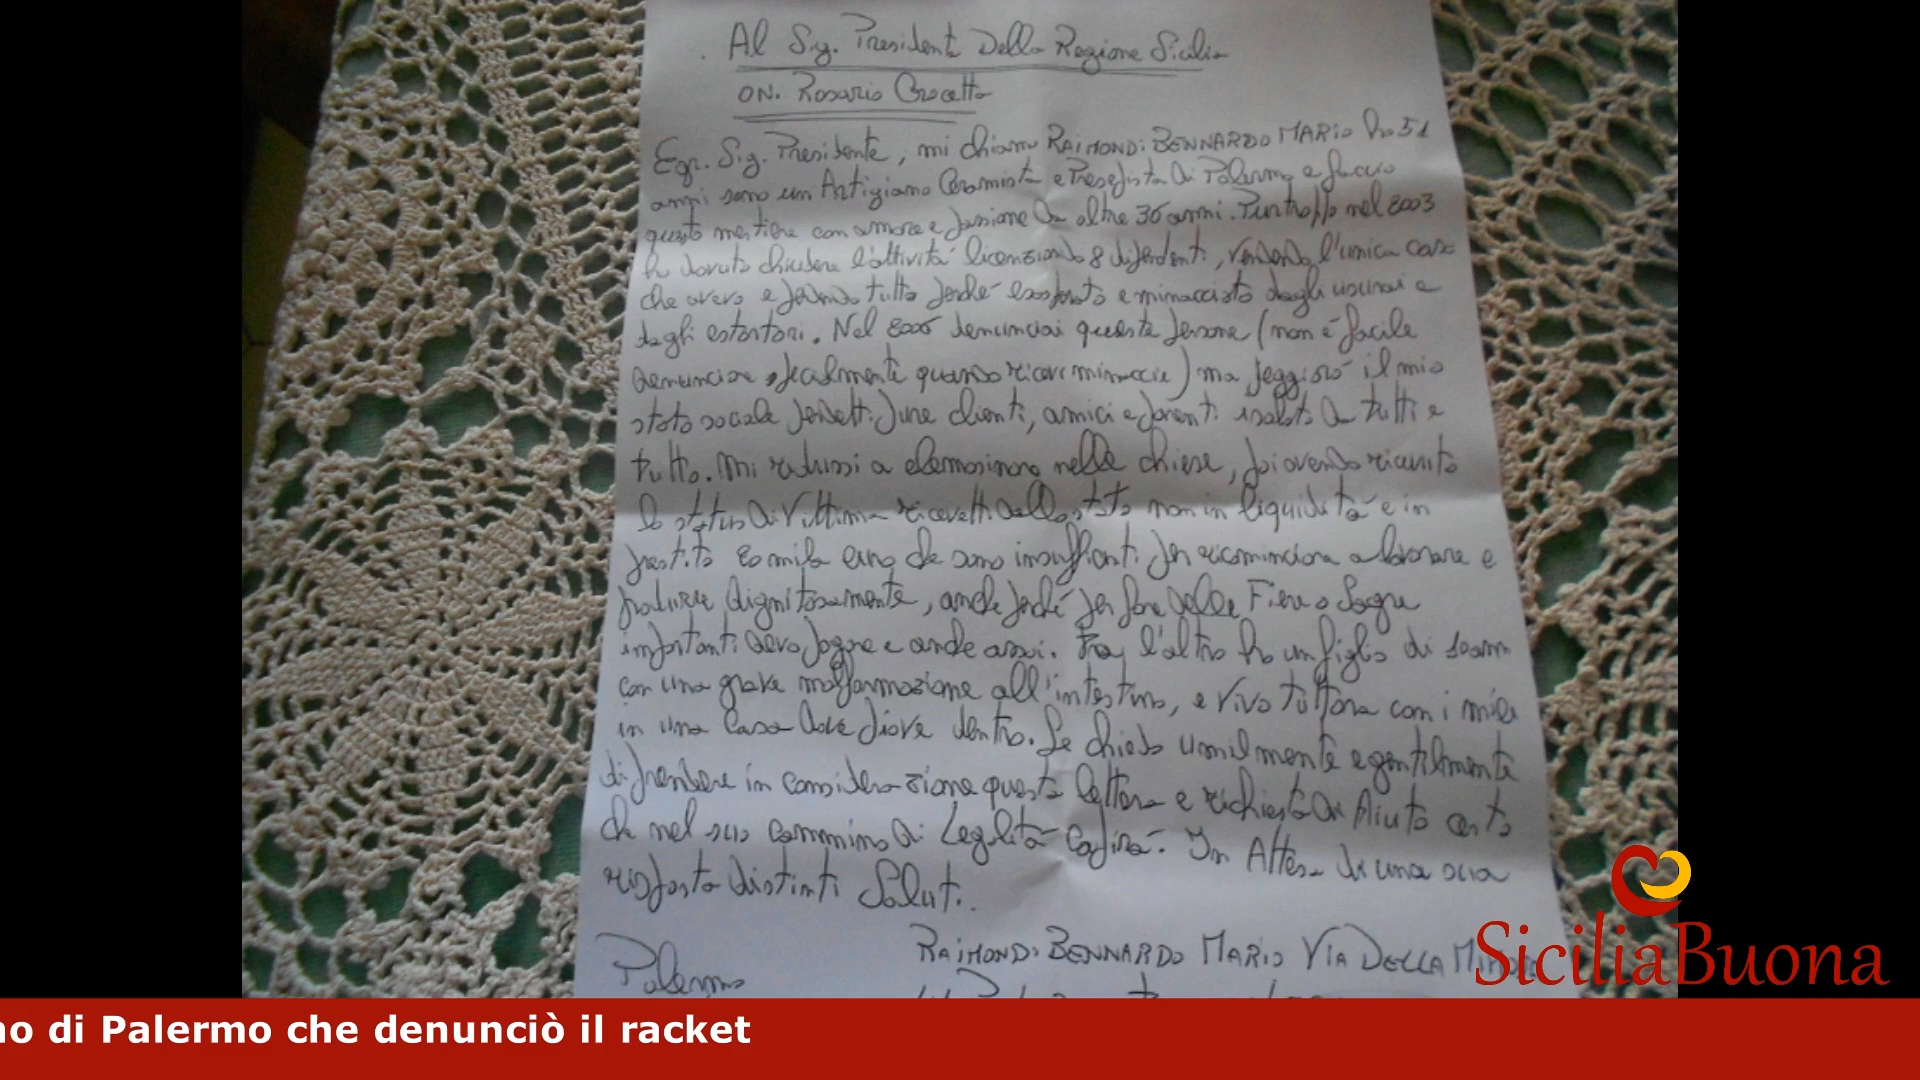 Al Sig. Presidente Della Regione Sicilia
ON. Rosario Crocetta
Egr. Sig. Presidente, mi chiamo RAIMONDI BENNARDO MARIO ho 51
anni sono un Artigiano Ceramista e Presepista di Palermo e faccio
questo mestiere con amore e passione da oltre 36 anni. Purtroppo nel 2003
ho dovuto chiudere l'attività licenziando 8 dipendenti, vendendo l'unica casa
che avevo e perdendo tutto perché esasperato e minacciato dagli usurai e
dagli estortori. Nel 2005 denunciai queste persone (non è facile
denunciare specialmente quando ricevi minaccie) ma peggiorò il mio
stato sociale perdetti pure clienti, amici e parenti isolato da tutti e
tutto. Mi ridussi a elemosinare nelle chiese, poi avendo ricevuto
lo status di Vittima ricevetti dallo stato non in liquidità e in
prestito 20 mila euro che sono insufficienti per ricominciare a lavorare e
produrre dignitosamente, anche perché per fare delle Fiere o Sagre
importanti devo pagare e anche assai. Fra l'altro ho un figlio di
con una grave malformazione all'intestino, e vivo tuttora con i miei
in una Casa dove piove dentro. Le chiedo umilmente e gentilmente
di prendere in considerazione questa lettera e richiesta di Aiuto certo
che nel suo cammino di Legalità Capirà. In Attesa di una sua
risposta distinti Saluti.
RAIMONDI BENNARDO MARIO VIA DELLA
Palermo
SiciliaBuona
no di Palermo che denunciò il racket